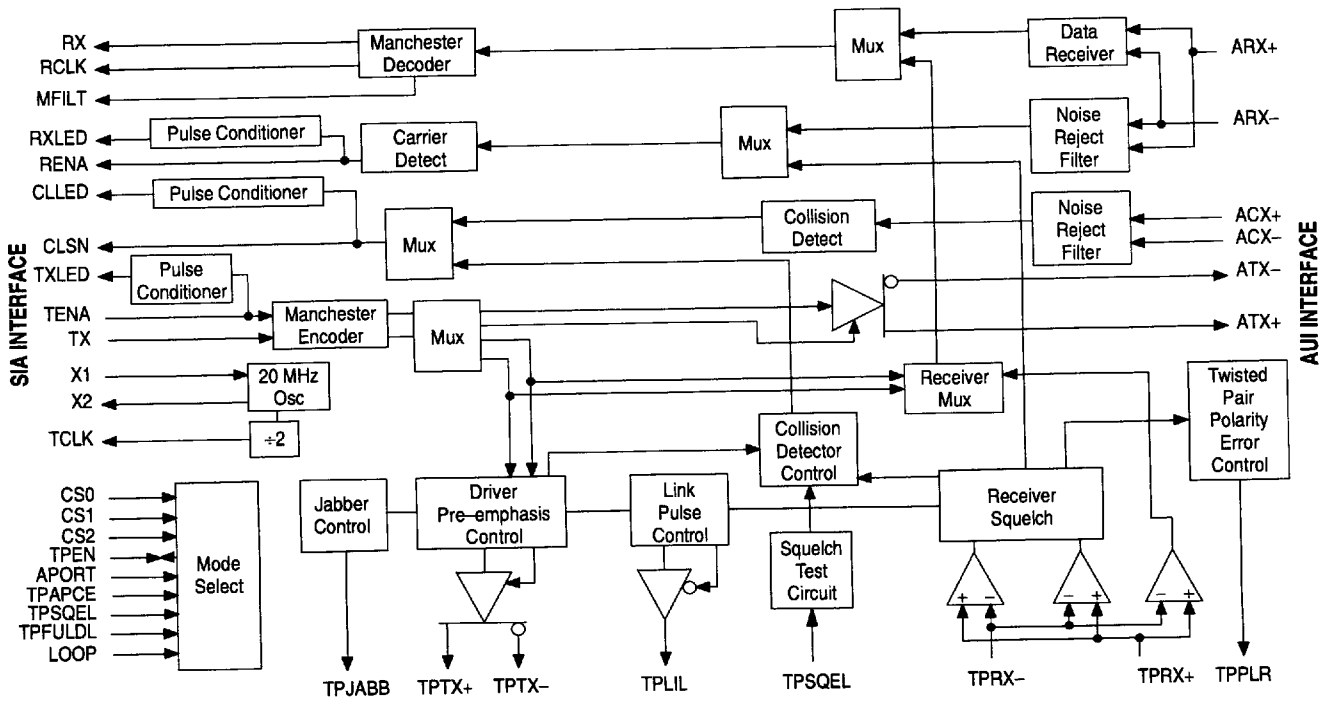 RX
RCLK
MFILT
RXLED
RENA
CLLED
CLSN
TXLED
TENA
TX
X1
X2
TCLK
CS0
CS1
CS2
TPEN
APORT
TPAPCE
TPSQEL
TPFULDL
LOOP
SIA INTERFACE
Manchester
Decoder
Mux
Data
Receiver
ARX+
Pulse Conditioner
Carrier
Detect
Mux
Noise
Reject
Filter
ARX–
Pulse Conditioner
Mux
Collision
Detect
Noise
Reject
Filter
ACX+
ACX–
Pulse
Conditioner
ATX–
Manchester
Encoder
Mux
ATX+
AUI INTERFACE
20 MHz
Osc
÷2
Receiver
Mux
Twisted
Pair
Polarity
Error
Control
Collision
Detector
Control
Mode
Select
Jabber
Control
Driver
Pre–emphasis
Control
Link
Pulse
Control
Receiver
Squelch
Squelch
Test
Circuit
+ –
– +
– +
TPJABB
TPTX+
TPTX–
TPLIL
TPSQEL
TPRX–
TPRX+
TPPLR